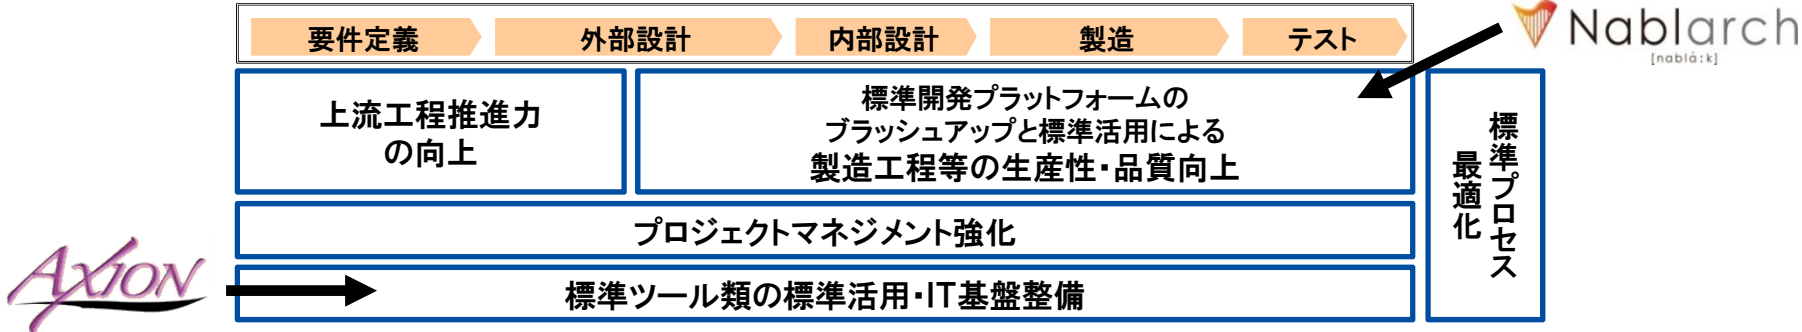 要件定義
外部設計
内部設計
製造
テスト
Nablarch
[nablά:k]
上流工程推進力
の向上
標準開発プラットフォームの
ブラッシュアップと標準活用による
製造工程等の生産性・品質向上
標準プロセス
最適化
プロジェクトマネジメント強化
AXION
標準ツール類の標準活用・IT基盤整備